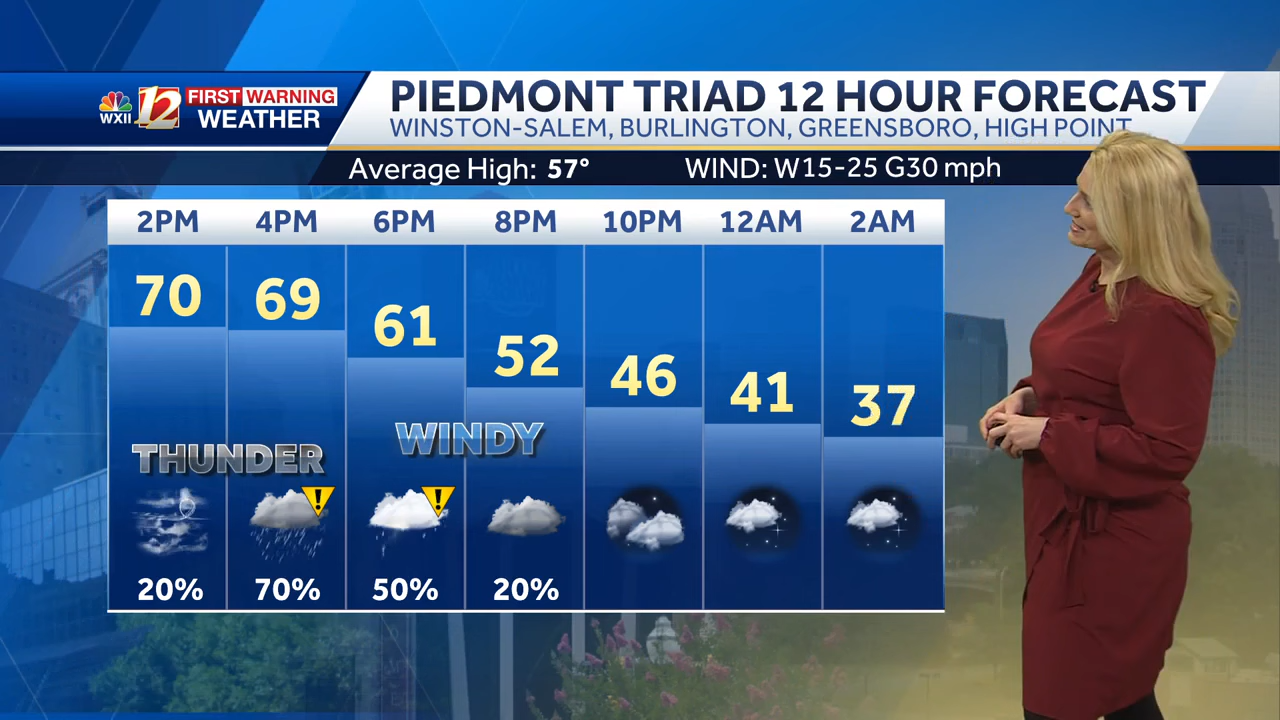 WXII 12 FIRST WARNING
WEATHER
PIEDMONT TRIAD 12 HOUR FORECAST
WINSTON-SALEM, BURLINGTON, GREENSBORO, HIGH POINT
Average High: 57° WIND: W15-25 G30 mph
2PM 4PM 6PM 8PM 10PM 12AM 2AM
70 69 61 52 46 41 37
THUNDER WINDY
! !
20% 70% 50% 20%